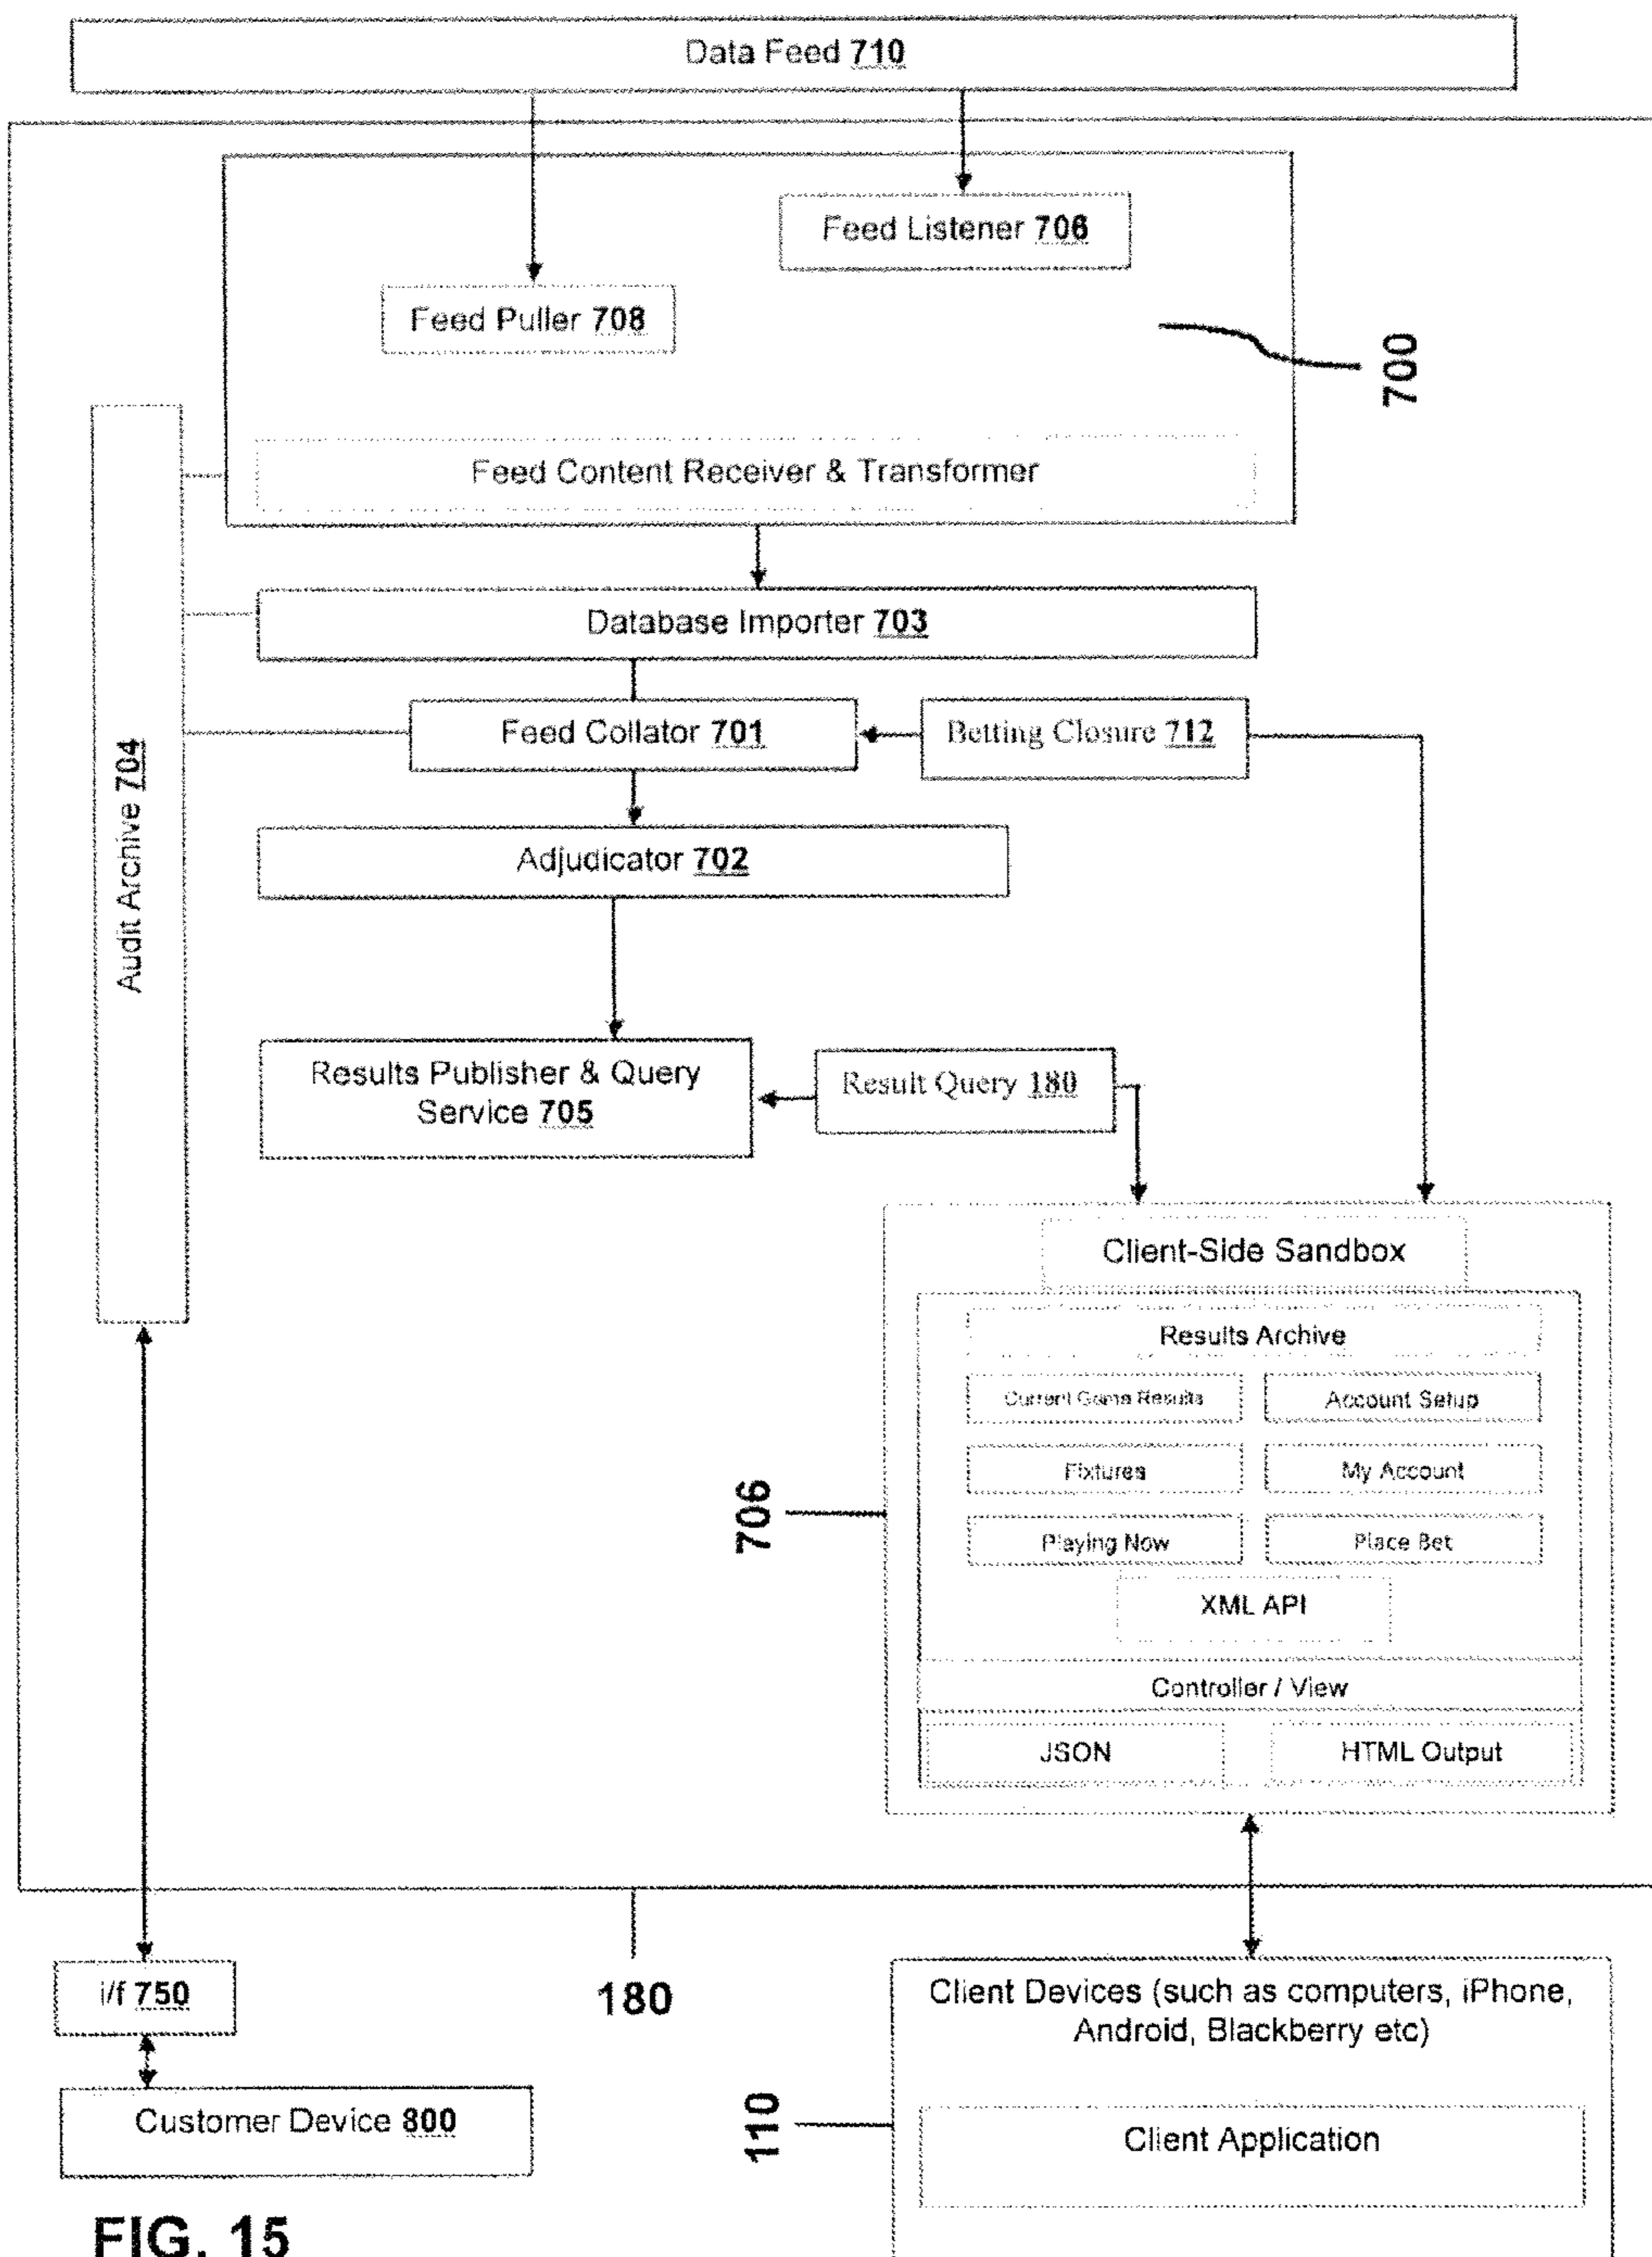 Data Feed 710
Feed Listener 706
Feed Puller 708
700
Feed Content Receiver & Transformer
Database Importer 703
Feed Collator 701
Betting Closure 712
Audit Archive 704
Adjudicator 702
Results Publisher & Query
Service 705
Result Query 180
Client-Side Sandbox
Results Archive
Current Game Results
Account Setup
Fixtures
My Account
706
Playing Now
Place Bet
XML API
Controller / View
JSON
HTML Output
i/f 750
180
Client Devices (such as computers, iPhone,
Android, Blackberry etc)
Customer Device 800
110
Client Application
FIG. 15